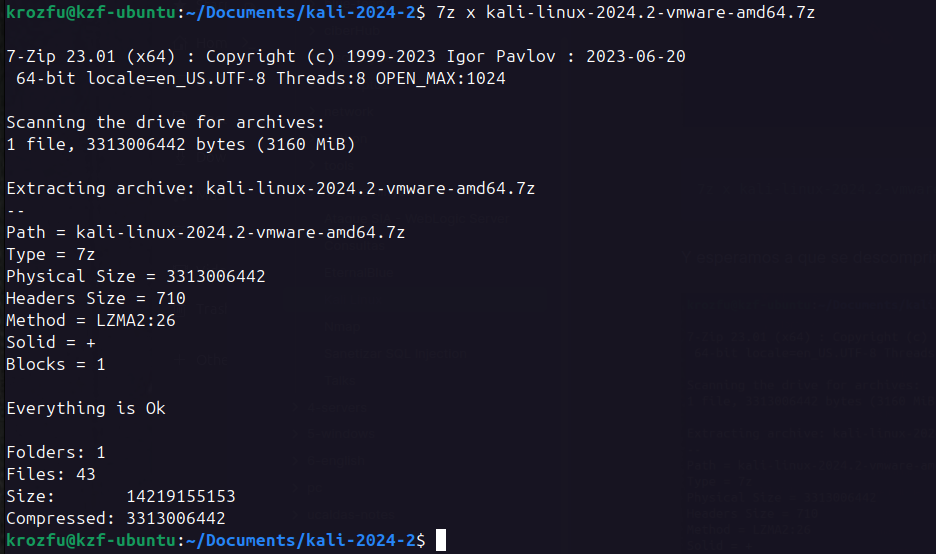 krozfu@kzf-ubuntu:~/Documents/kali-2024-2$ 7z x kali-linux-2024.2-vmware-amd64.7z
7-Zip 23.01 (x64) : Copyright (c) 1999-2023 Igor Pavlov : 2023-06-20
64-bit locale=en_US.UTF-8 Threads:8 OPEN_MAX:1024
Scanning the drive for archives:
1 file, 3313006442 bytes (3160 MiB)
Extracting archive: kali-linux-2024.2-vmware-amd64.7z
--
Path = kali-linux-2024.2-vmware-amd64.7z
Type = 7z
Physical Size = 3313006442
Headers Size = 710
Method = LZMA2:26
Solid = +
Blocks = 1
Everything is Ok
Folders: 1
Files: 43
Size:       14219155153
Compressed: 3313006442
krozfu@kzf-ubuntu:~/Documents/kali-2024-2$